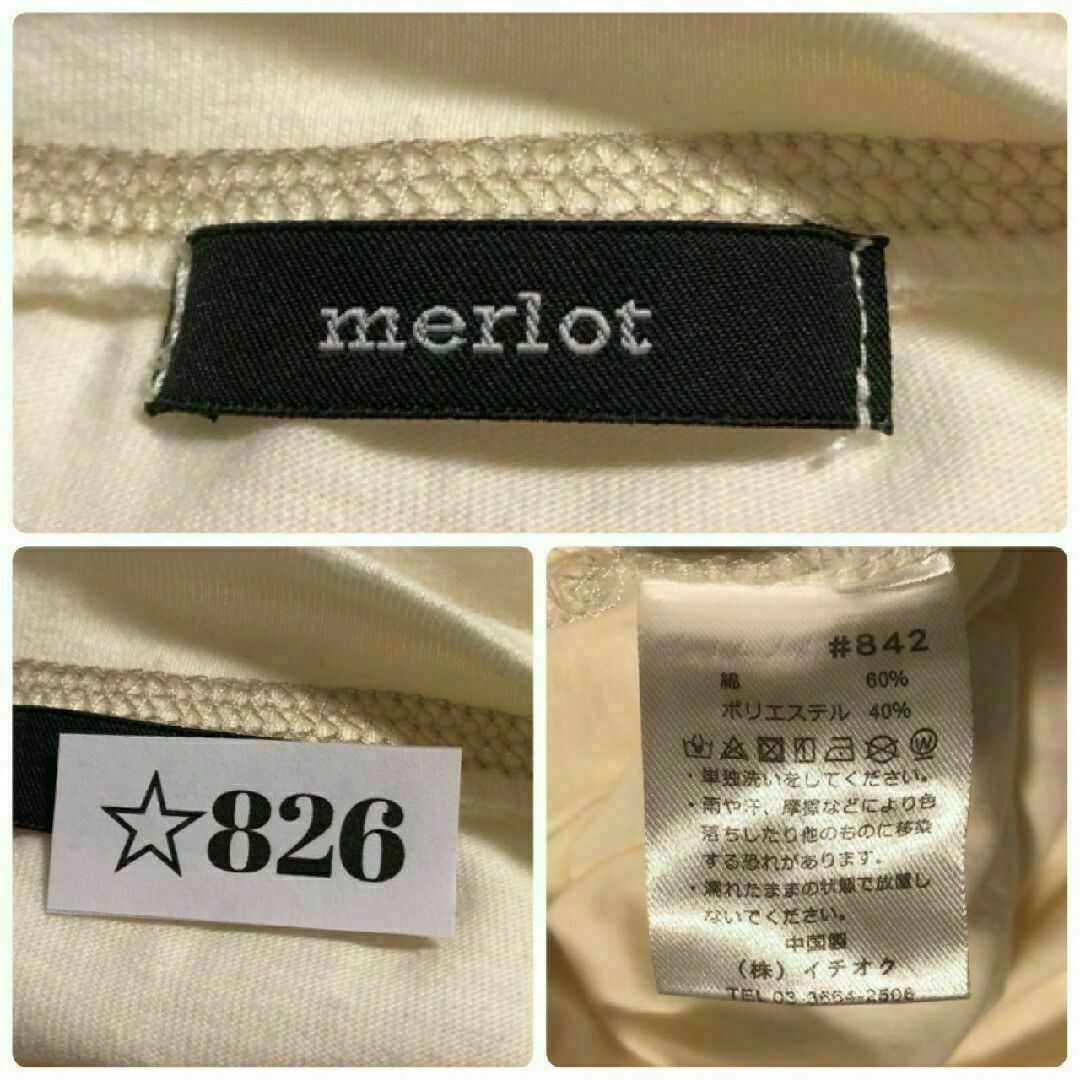 merlot
☆826
#842
綿 60%
ポリエステル 40%
・単独洗いをしてください。
・雨や汗、摩擦などにより色
落ちしたり他のものに移染
する恐れがあります。
・濡れたままの状態で放置し
ないでください。
中国製
(株) イチオク
TEL 03 3664-2506